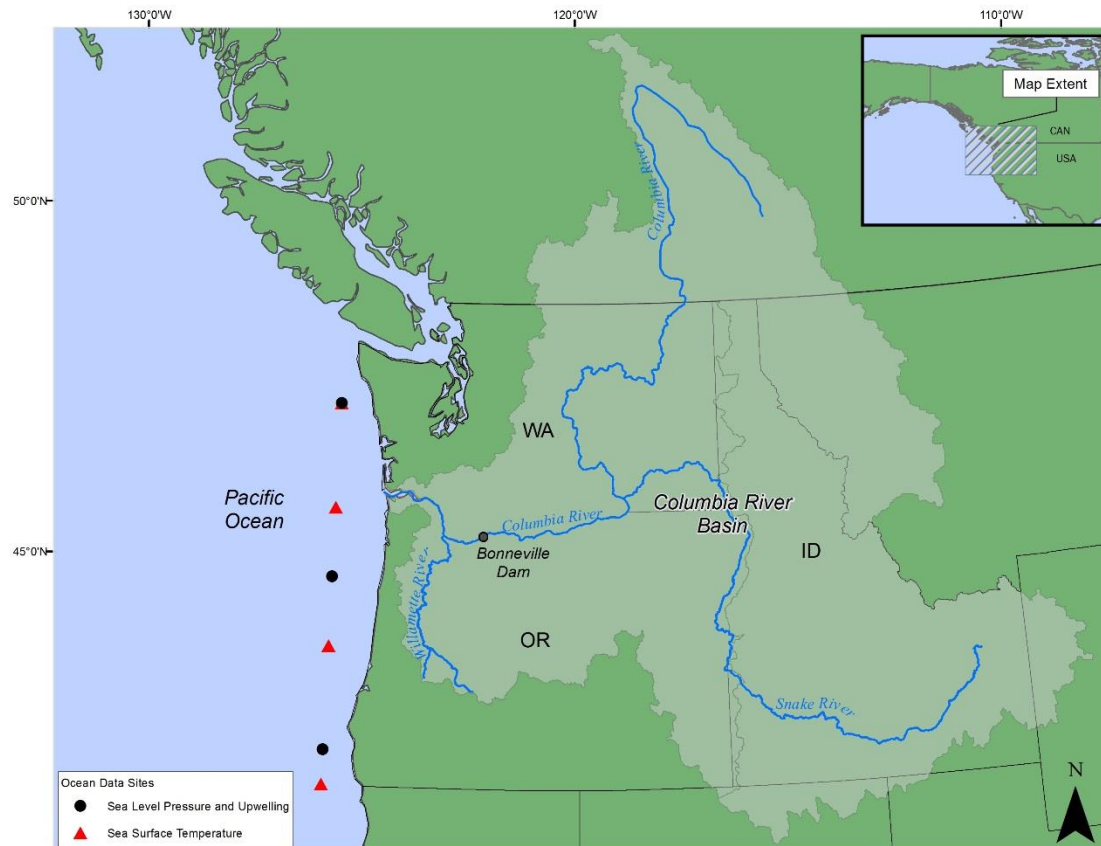 130°0'W
120°0'W
110°0'W
Map Extent
CAN
USA
50°0'N
Columbia River
WA
Pacific
Ocean
Columbia River
Basin
Columbia River
ID
45°0'N
Bonneville
Dam
Willamette River
OR
Snake River
Ocean Data Sites
Sea Level Pressure and Upwelling
Sea Surface Temperature
N